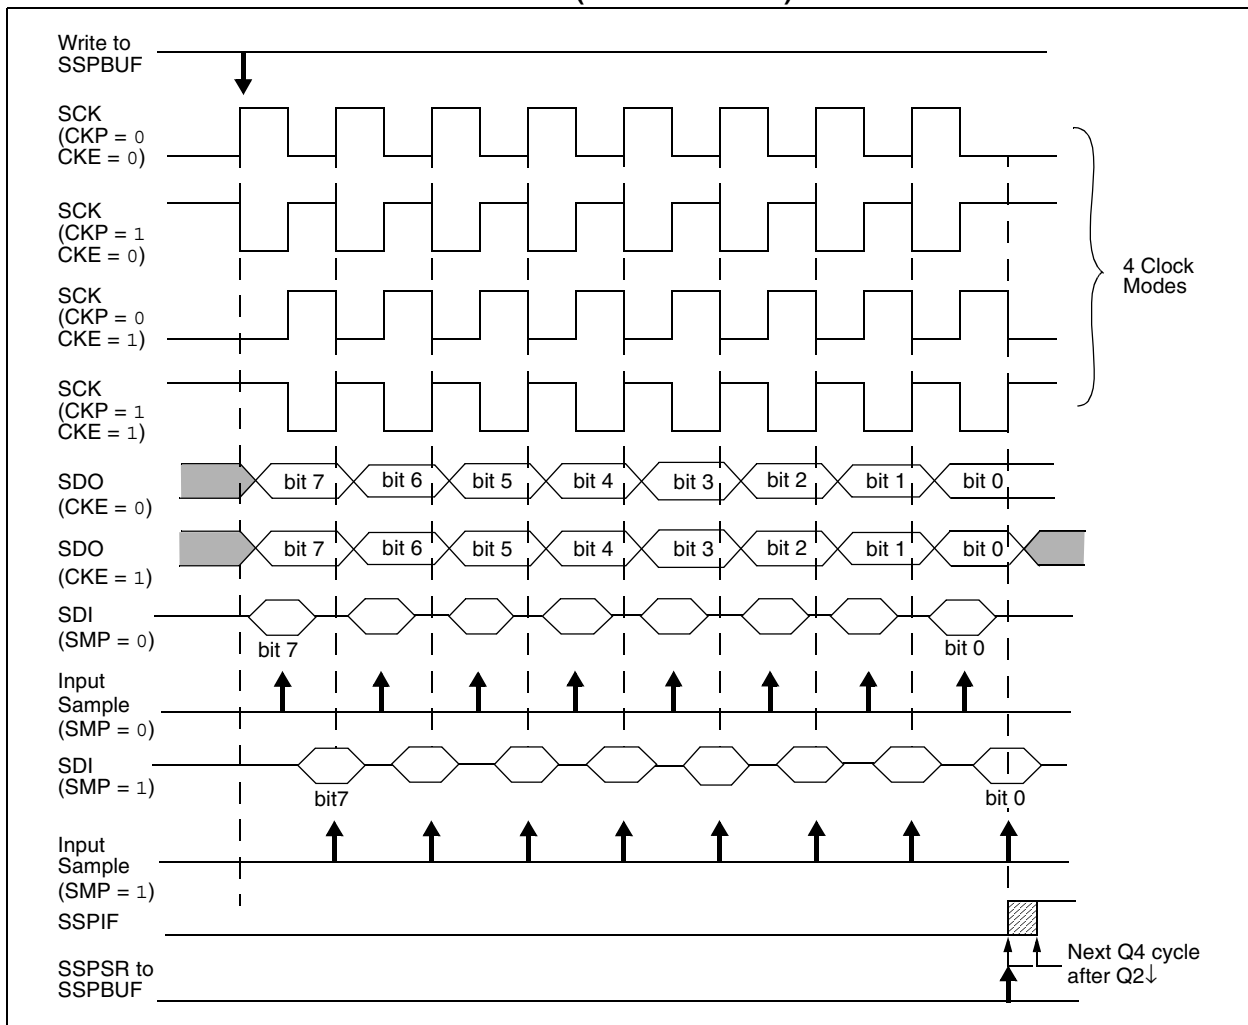 Write to
SSPBUF
SCK
(CKP = 0
CKE = 0)
SCK
(CKP = 1
CKE = 0)
4 Clock
Modes
SCK
(CKP = 0
CKE = 1)
SCK
(CKP = 1
CKE = 1)
SDO
(CKE = 0)
bit 7 bit 6 bit 5 bit 4 bit 3 bit 2 bit 1 bit 0
SDO
(CKE = 1)
bit 7 bit 6 bit 5 bit 4 bit 3 bit 2 bit 1 bit 0
SDI
(SMP = 0)
bit 7 bit 0
Input
Sample
(SMP = 0)
SDI
(SMP = 1)
bit7 bit 0
Input
Sample
(SMP = 1)
SSPIF
Next Q4 cycle
after Q2↓
SSPSR to
SSPBUF